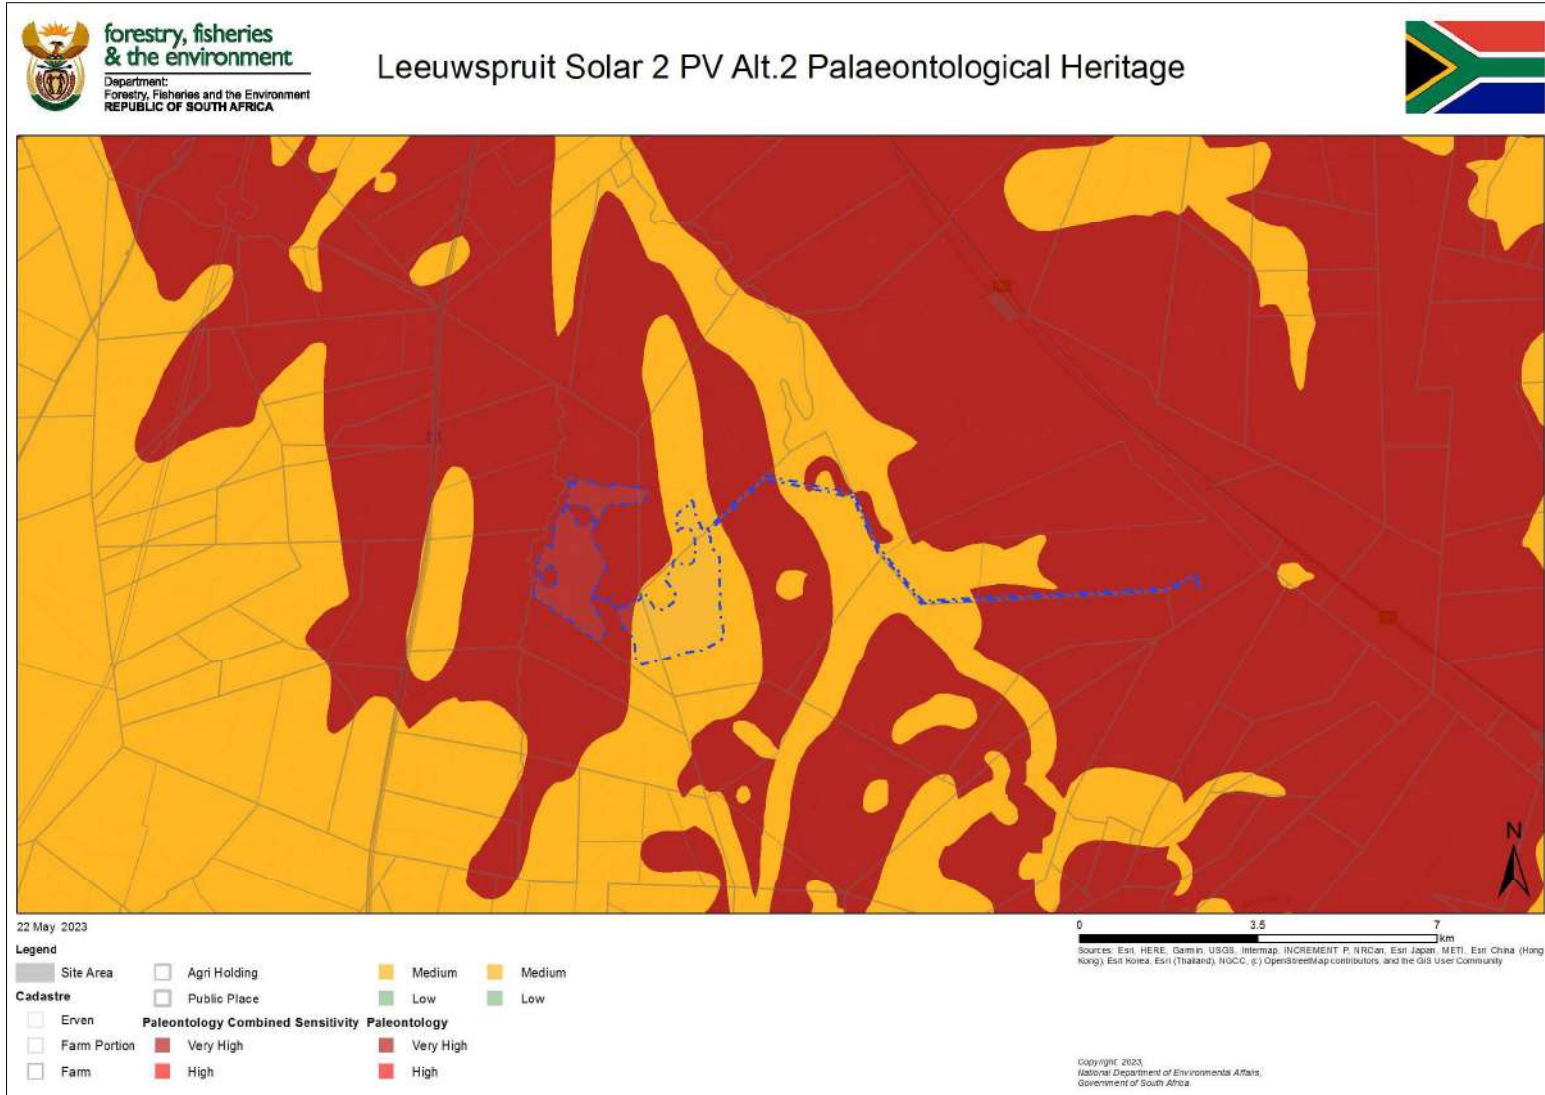 forestry, fisheries
& the environment
Department:
Forestry, Fisheries and the Environment
REPUBLIC OF SOUTH AFRICA
Leeuwspruit Solar 2 PV Alt.2 Palaeontological Heritage
N
22 May 2023
Legend
Site Area
Cadastre
Erven
Farm Portion
Farm
Agri Holding
Public Place
Paleontology Combined Sensitivity
Very High
High
Medium
Low
Paleontology
Very High
High
Medium
Low
0 3.5 7
km
Sources: Esri, HERE, Garmin, USGS, Intermap, INCREMENT P, NRCan, Esri Japan, METI, Esri China (Hong
Kong), Esri Korea, Esri (Thailand), NGCC, (c) OpenStreetMap contributors, and the GIS User Community
Copyright: 2023,
National Department of Environmental Affairs,
Government of South Africa.